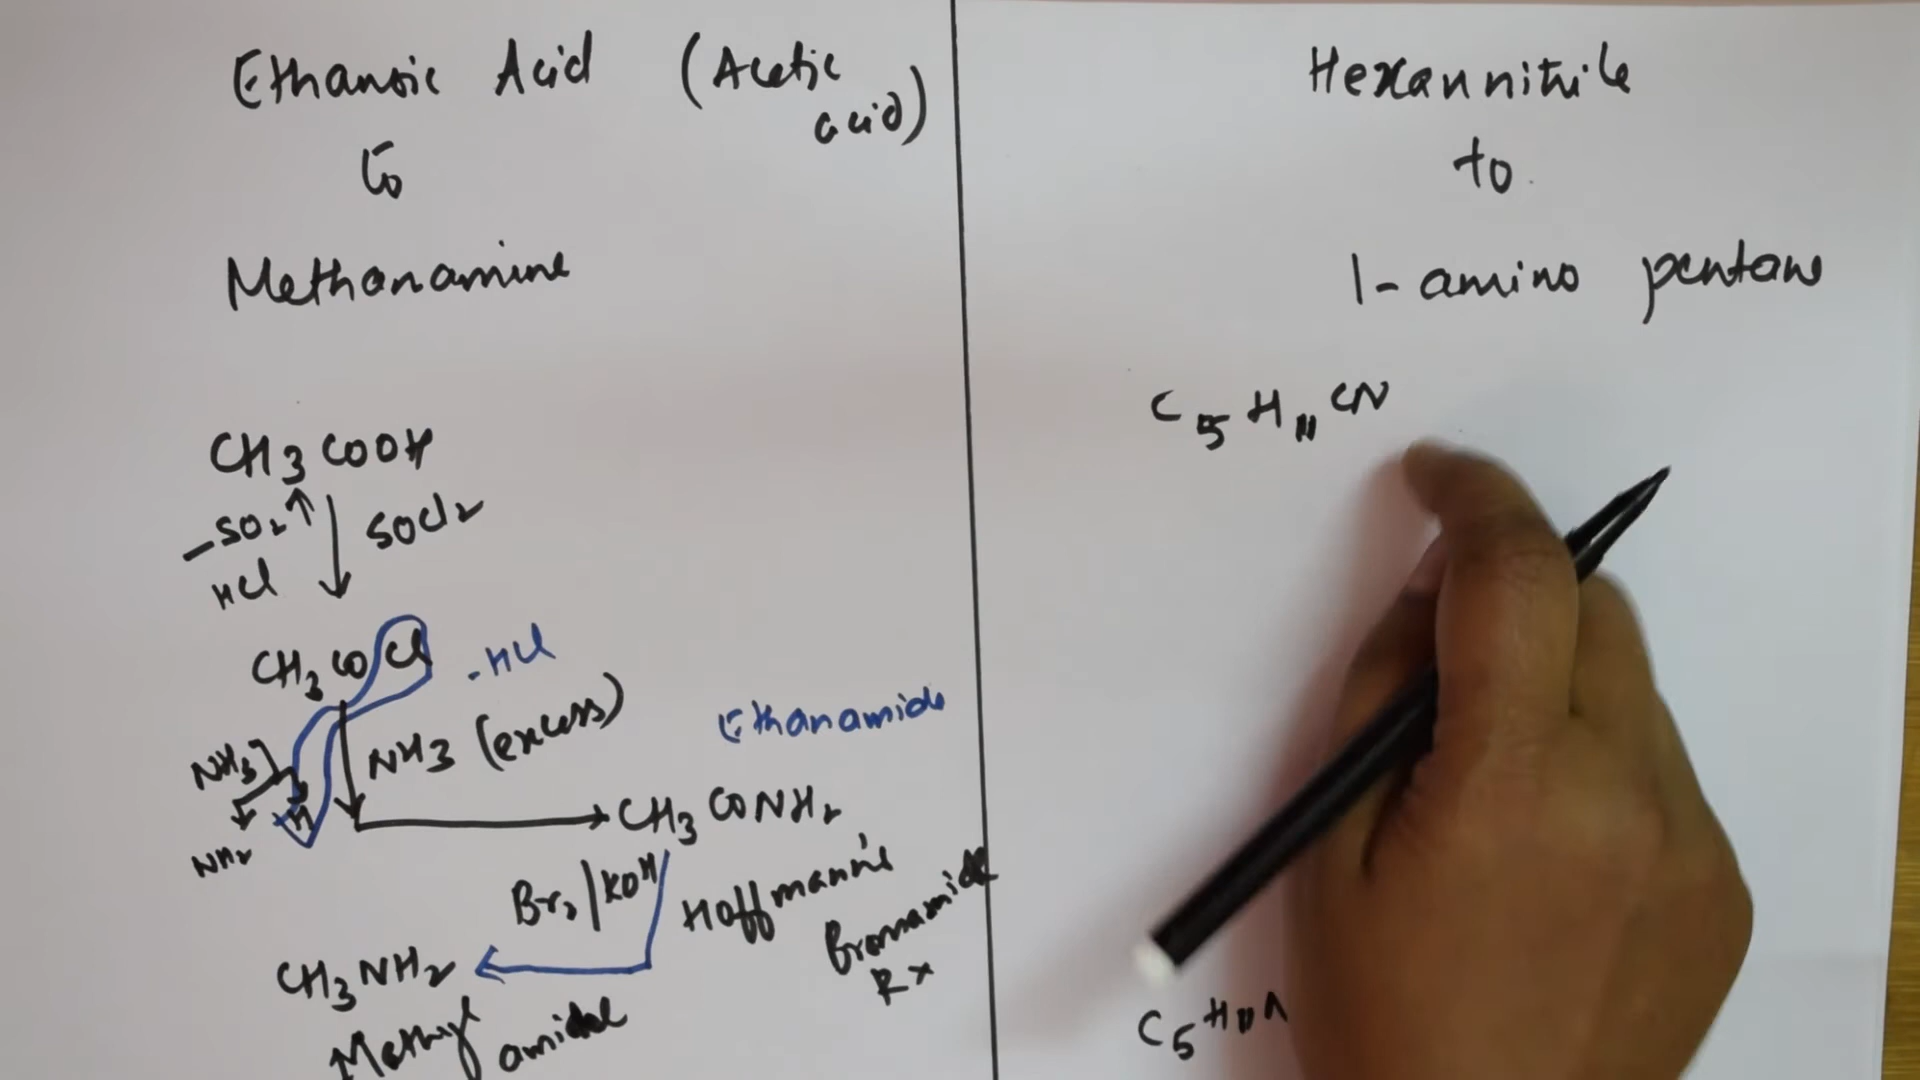 Ethanoic Acid (Acetic
acid)
to
Methanamine
CH3COOH
-SO2↑ SOCl2
HCl
CH3COCl -HCl
NH3 NH3 (excess)
H
NH2
Ethanamide
CH3CONH2
Br2/KOH Hoffmann's
Bromamide
Rx
CH3NH2
Methyl
Hexannitrile
to
1-amino pentane
C5H11CN
C5H11